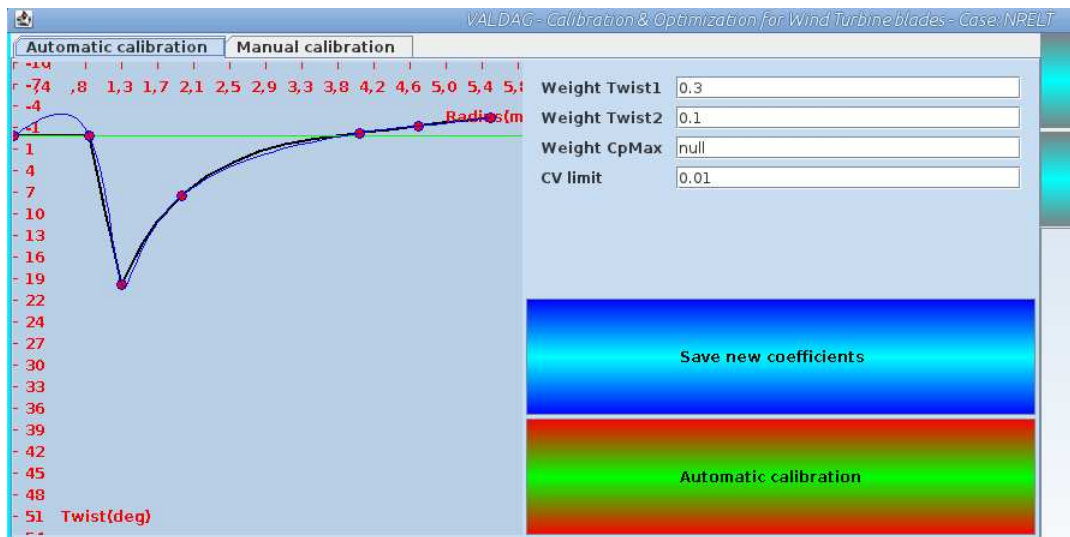 VALDAG - Calibration & Optimization for Wind Turbine blades - Case: NRELT
Automatic calibration Manual calibration
-7 ,4 ,8 1,3 1,7 2,1 2,5 2,9 3,3 3,8 4,2 4,6 5,0 5,4
-4
Radius(m
-1
1
4
7
10
13
16
19
22
24
27
30
33
36
39
42
45
48
51 Twist(deg)
Weight Twist1 0.3
Weight Twist2 0.1
Weight CpMax null
CV limit 0.01
Save new coefficients
Automatic calibration